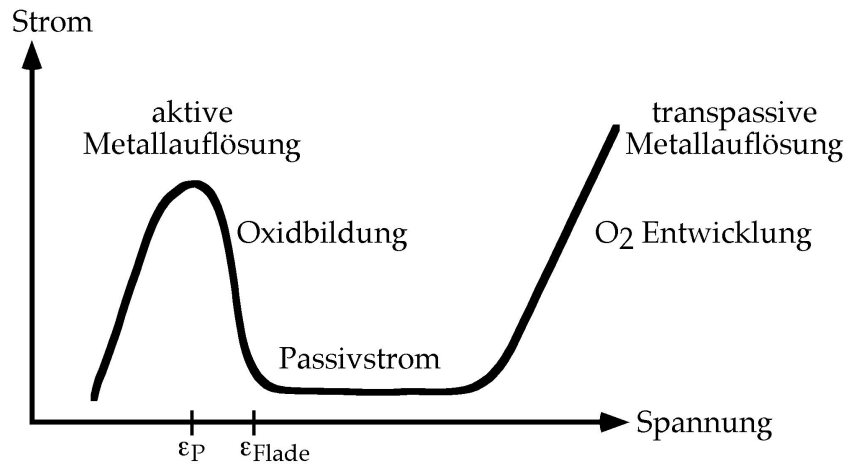 Strom
aktive
Metallauflösung
transpassive
Metallauflösung
Oxidbildung
O2 Entwicklung
Passivstrom
Spannung
εP
εFlade